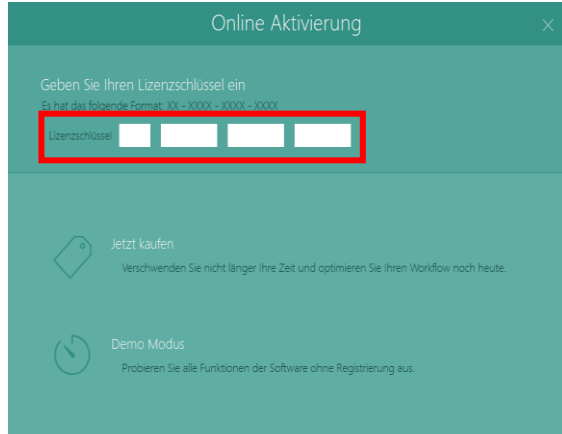 Online Aktivierung
Geben Sie Ihren Lizenzschlüssel ein
Es hat das folgende Format: XX - XXXX - XXXX - XXXX
Lizenzschlüssel
Jetzt kaufen
Verschwenden Sie nicht länger Ihre Zeit und optimieren Sie Ihren Workflow noch heute.
Demo Modus
Probieren Sie alle Funktionen der Software ohne Registrierung aus.